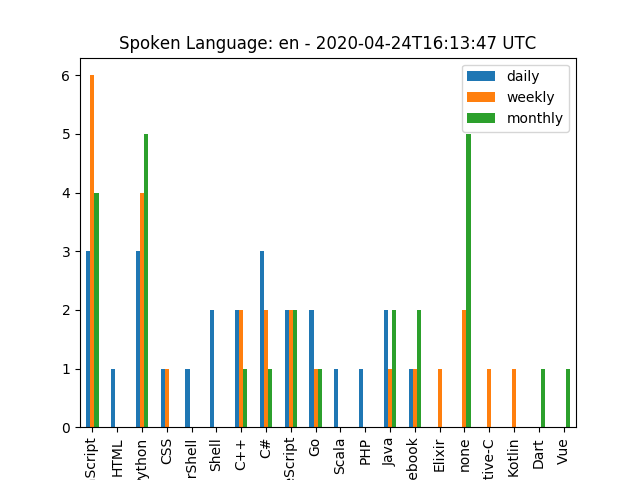 Spoken Language: en - 2020-04-24T16:13:47 UTC
daily
weekly
monthly
6
5
4
3
2
1
0
Script
HTML
ython
CSS
rShell
Shell
C++
C#
eScript
Go
Scala
PHP
Java
ebook
Elixir
none
tive-C
Kotlin
Dart
Vue